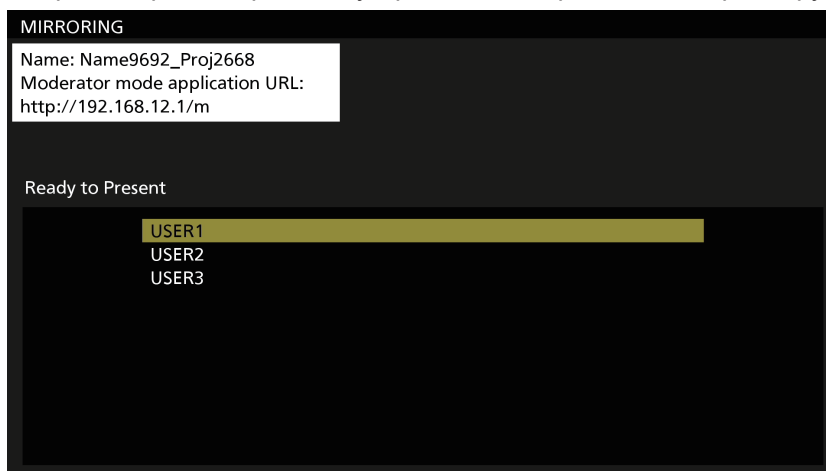 MIRRORING
Name: Name9692_Proj2668
Moderator mode application URL:
http://192.168.12.1/m
Ready to Present
USER1
USER2
USER3